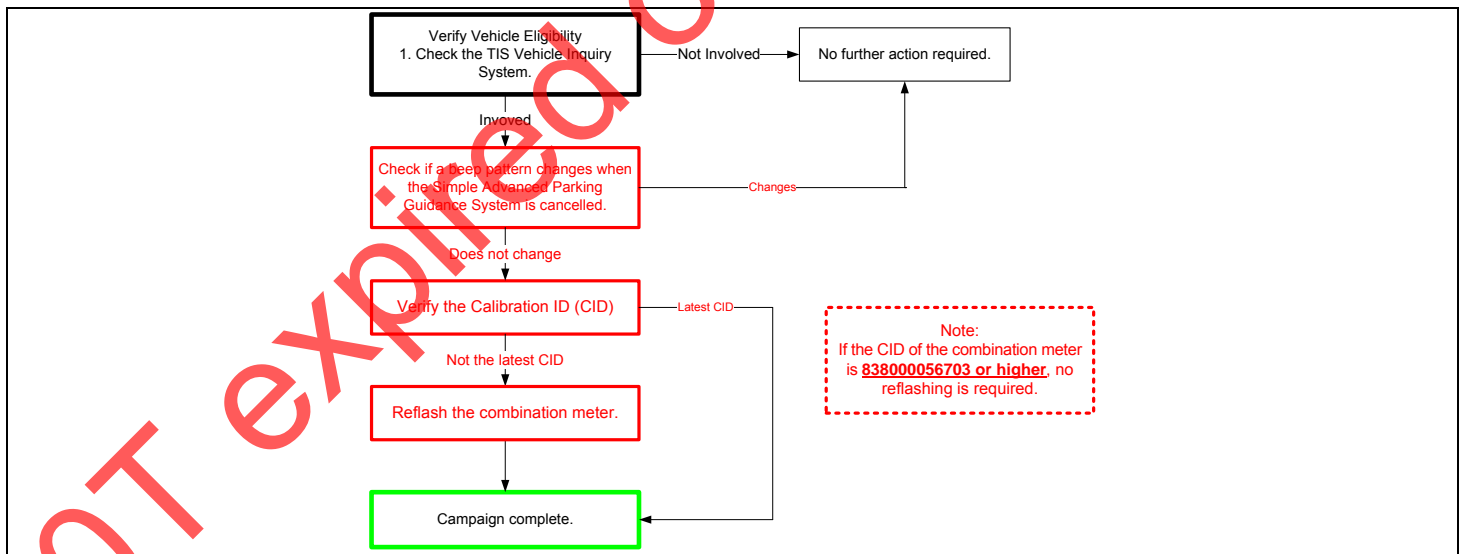 Verify Vehicle Eligibility
1. Check the TIS Vehicle Inquiry
System.
Not Involved
No further action required.
Invoved
Check if a beep pattern changes when
the Simple Advanced Parking
Guidance System is cancelled.
Changes
Does not change
Verify the Calibration ID (CID)
Latest CID
Note:
If the CID of the combination meter
is 838000056703 or higher, no
reflashing is required.
Not the latest CID
Reflash the combination meter.
Campaign complete.
expired